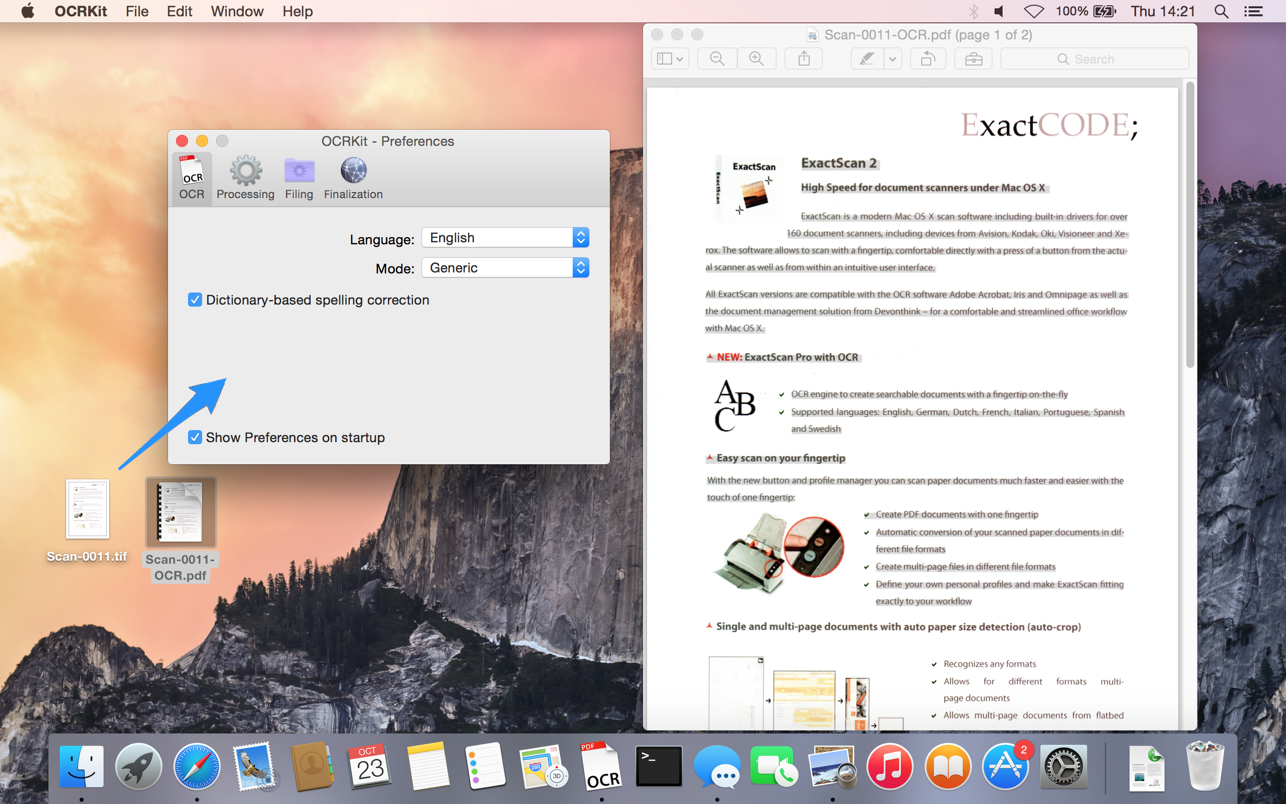 OCRKit File Edit Window Help
100% Thu 14:21
OCRKit - Preferences
PDF
OCR
OCR Processing Filing Finalization
Language: English
Mode: Generic
Dictionary-based spelling correction
Show Preferences on startup
Scan-0011.tif
Scan-0011-
OCR.pdf
Scan-0011-OCR.pdf (page 1 of 2)
Search
ExactCODE;
ExactScan
ExactScan
ExactScan 2
High Speed for document scanners under Mac OS X
ExactScan is a modern Mac OS X scan software including built-in drivers for over
160 document scanners, including devices from Avision, Kodak, Oki, Visioneer and Xe-
rox. The software allows to scan with a fingertip, comfortable directly with a press of a button from the actu-
al scanner as well as from within an intuitive user interface.
All ExactScan versions are compatible with the OCR software Adobe Acrobat, Iris and Omnipage as well as
the document management solution from Devonthink – for a comfortable and streamlined office workflow
with Mac OS X.
NEW: ExactScan Pro with OCR
A
B
C
OCR engine to create searchable documents with a fingertip on-the-fly
Supported languages: English, German, Dutch, French, Italian, Portuguese, Spanish
and Swedish
Easy scan on your fingertip
With the new button and profile manager you can scan paper documents much faster and easier with the
touch of one fingertip:
Create PDF documents with one fingertip
Automatic conversion of your scanned paper documents in dif-
ferent file formats
Create multi-page files in different file formats
Define your own personal profiles and make ExactScan fitting
exactly to your workflow
Single and multi-page documents with auto paper size detection (auto-crop)
Recognizes any formats
Allows for different formats multi-
page documents
Allows multi-page documents from flatbed
OCT
23
3D
PDF
OCR
>_
2